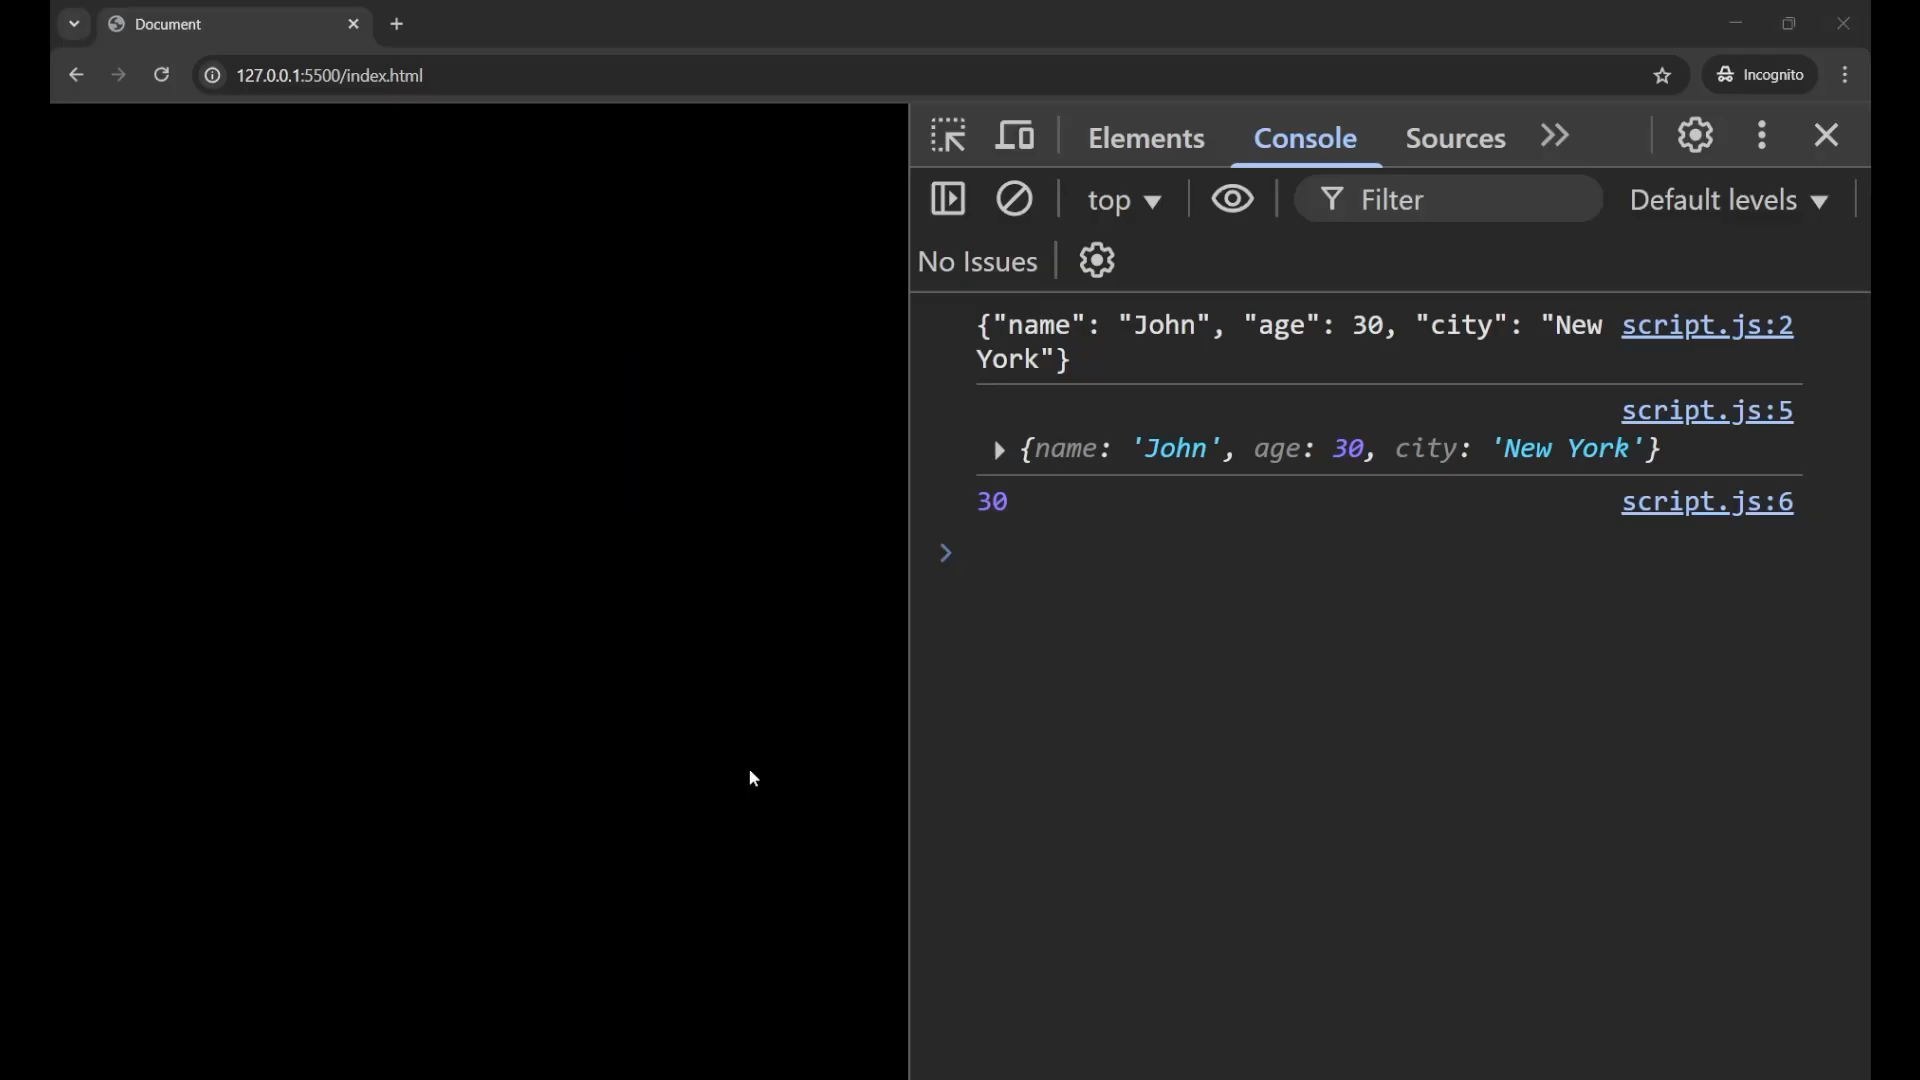 Document
127.0.0.1:5500/index.html
Incognito
Elements Console Sources
top Filter Default levels
No Issues
{"name": "John", "age": 30, "city": "New script.js:2
York"}
script.js:5
{name: 'John', age: 30, city: 'New York'}
30 script.js:6